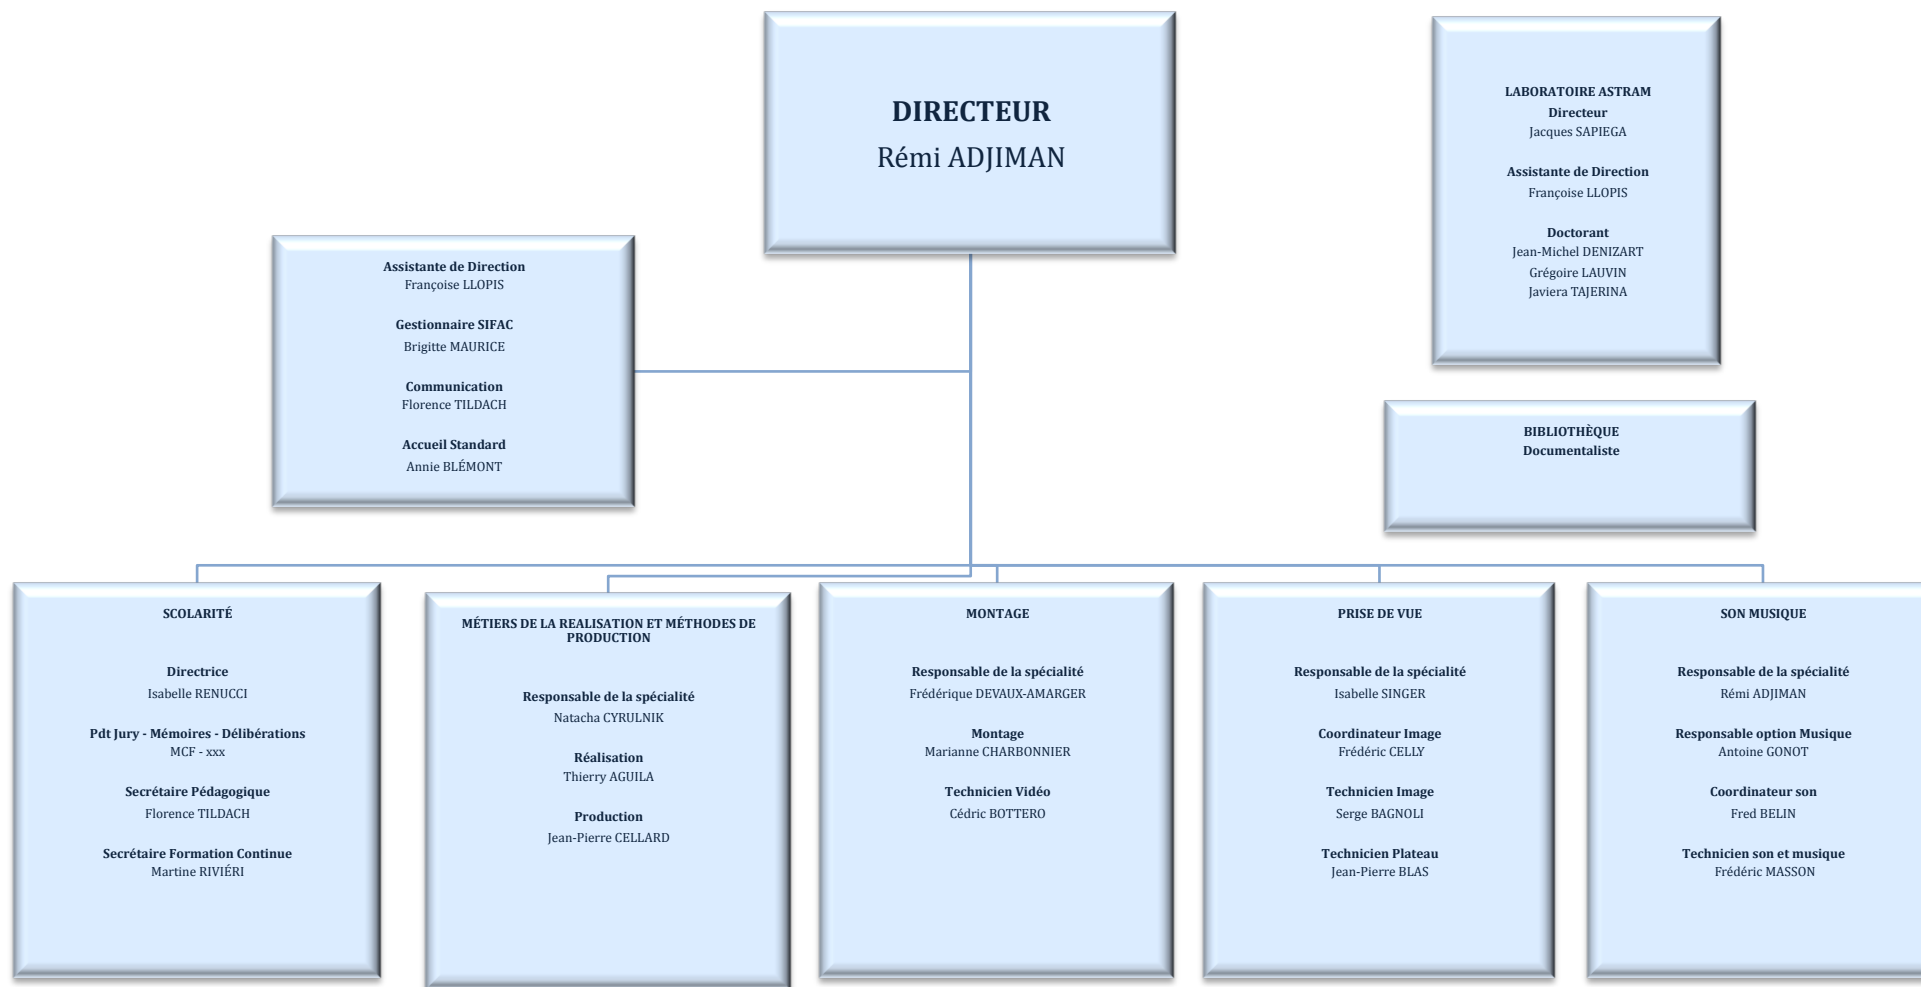 DIRECTEUR
Rémi ADJIMAN
LABORATOIRE ASTRAM
Directeur
Jacques SAPIEGA
Assistante de Direction
Françoise LLOPIS
Doctorant
Jean-Michel DENIZART
Grégoire LAUVIN
Javiera TAJERINA
Assistante de Direction
Françoise LLOPIS
Gestionnaire SIFAC
Brigitte MAURICE
Communication
Florence TILDACH
Accueil Standard
Annie BLÉMONT
BIBLIOTHÈQUE
Documentaliste
SCOLARITÉ
Directrice
Isabelle RENUCCI
Pdt Jury - Mémoires - Délibérations
MCF - xxx
Secrétaire Pédagogique
Florence TILDACH
Secrétaire Formation Continue
Martine RIVIÉRI
MÉTIERS DE LA REALISATION ET MÉTHODES DE
PRODUCTION
Responsable de la spécialité
Natacha CYRULNIK
Réalisation
Thierry AGUILA
Production
Jean-Pierre CELLARD
MONTAGE
Responsable de la spécialité
Frédérique DEVAUX-AMARGER
Montage
Marianne CHARBONNIER
Technicien Vidéo
Cédric BOTTERO
PRISE DE VUE
Responsable de la spécialité
Isabelle SINGER
Coordinateur Image
Frédéric CELLY
Technicien Image
Serge BAGNOLI
Technicien Plateau
Jean-Pierre BLAS
SON MUSIQUE
Responsable de la spécialité
Rémi ADJIMAN
Responsable option Musique
Antoine GONOT
Coordinateur son
Fred BELIN
Technicien son et musique
Frédéric MASSON